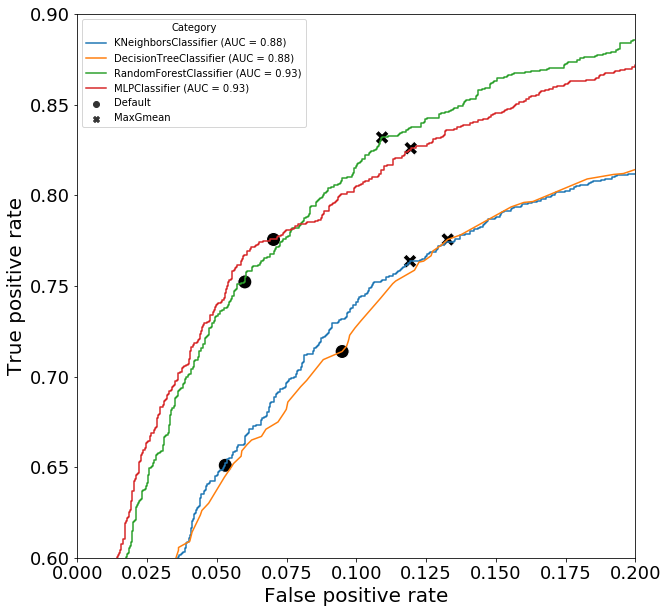 Category
KNeighborsClassifier (AUC = 0.88)
DecisionTreeClassifier (AUC = 0.88)
RandomForestClassifier (AUC = 0.93)
MLPClassifier (AUC = 0.93)
Default
MaxGmean
0.90
0.85
0.80
0.75
0.70
0.65
0.60
True positive rate
0.000 0.025 0.050 0.075 0.100 0.125 0.150 0.175 0.200
False positive rate